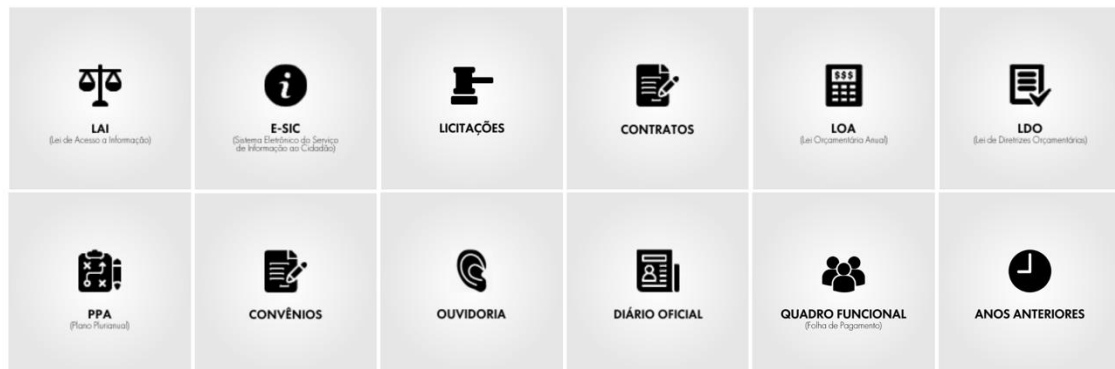 LAI
(Lei de Acesso a Informação)
E-SIC
(Sistema Eletrônico do Serviço
de Informação ao Cidadão)
LICITAÇÕES
CONTRATOS
$$$
LOA
(Lei Orçamentário Anual)
LDO
(Lei de Diretrizes Orçamentárias)
PPA
(Plano Plurianual)
CONVÊNIOS
OUVIDORIA
DIÁRIO OFICIAL
QUADRO FUNCIONAL
(Folha de Pagamento)
ANOS ANTERIORES